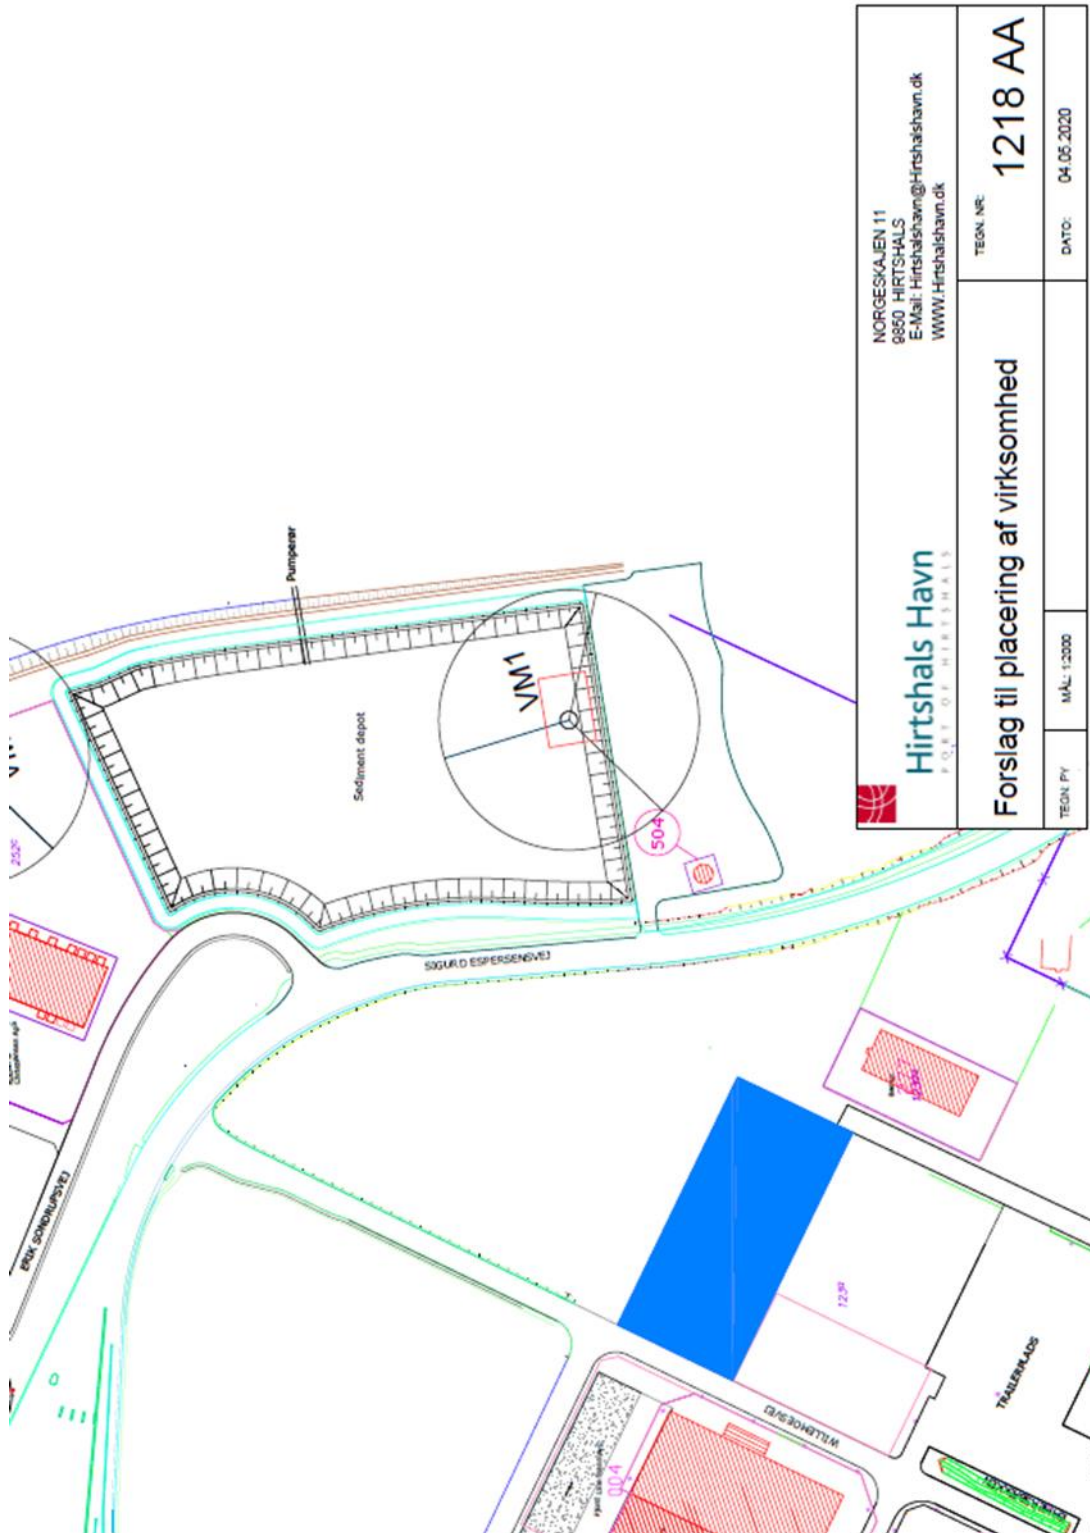 NORGESKAJEN 11
9850 HIRTSHALS
E-Mail: Hirtshalshavn@Hirtshalshavn.dk
WWW.Hirtshalshavn.dk
Hirtshals Havn
PORT OF HIRTSHALS
Forslag til placering af virksomhed
TEGN. NR:
1218 AA
TEGN: PY
MÅL: 1:2000
DATO: 04.05.2020
Pumperør
Sediment depot
VM1
504
SIGURD ESPERSENSVEJ
ERIK SONDRUPSVEJ
WILLEMOESVEJ
TRAILERPLADS